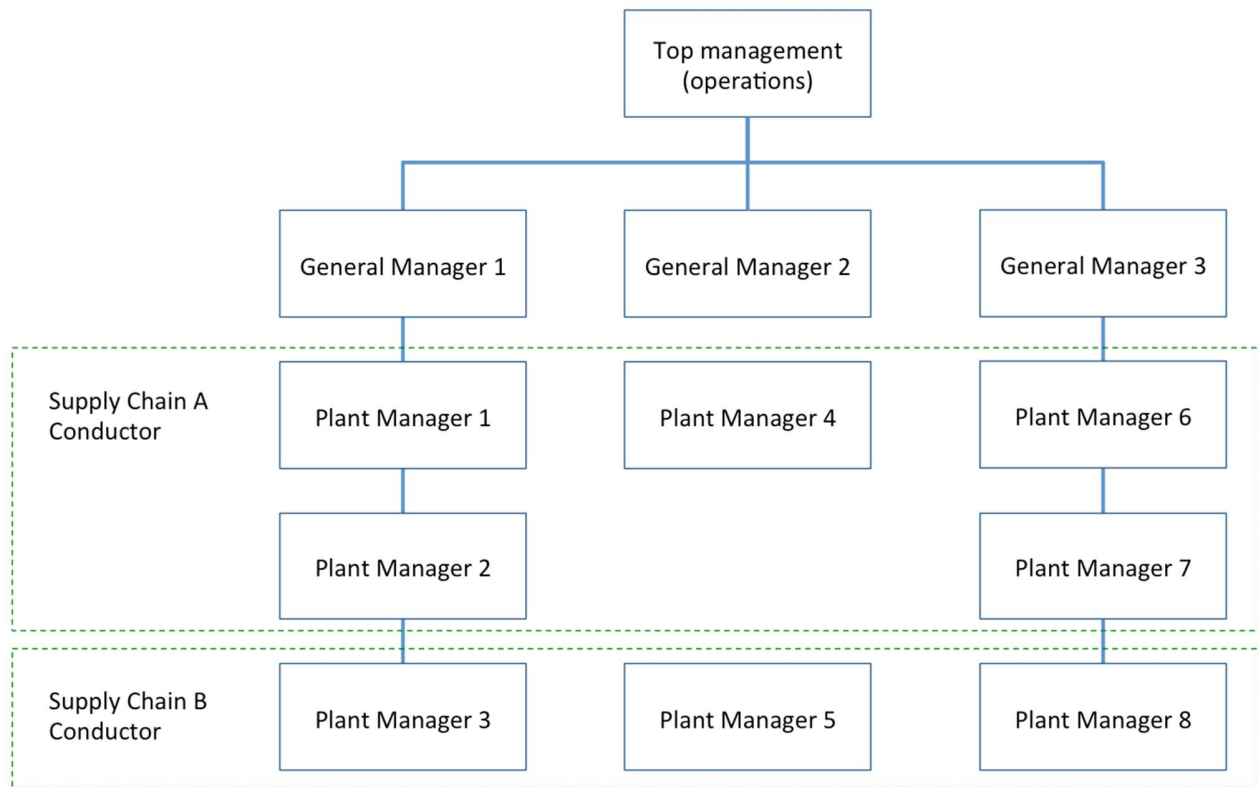 Top management
(operations)
General Manager 1
General Manager 2
General Manager 3
Supply Chain A
Conductor
Plant Manager 1
Plant Manager 4
Plant Manager 6
Plant Manager 2
Plant Manager 7
Supply Chain B
Conductor
Plant Manager 3
Plant Manager 5
Plant Manager 8